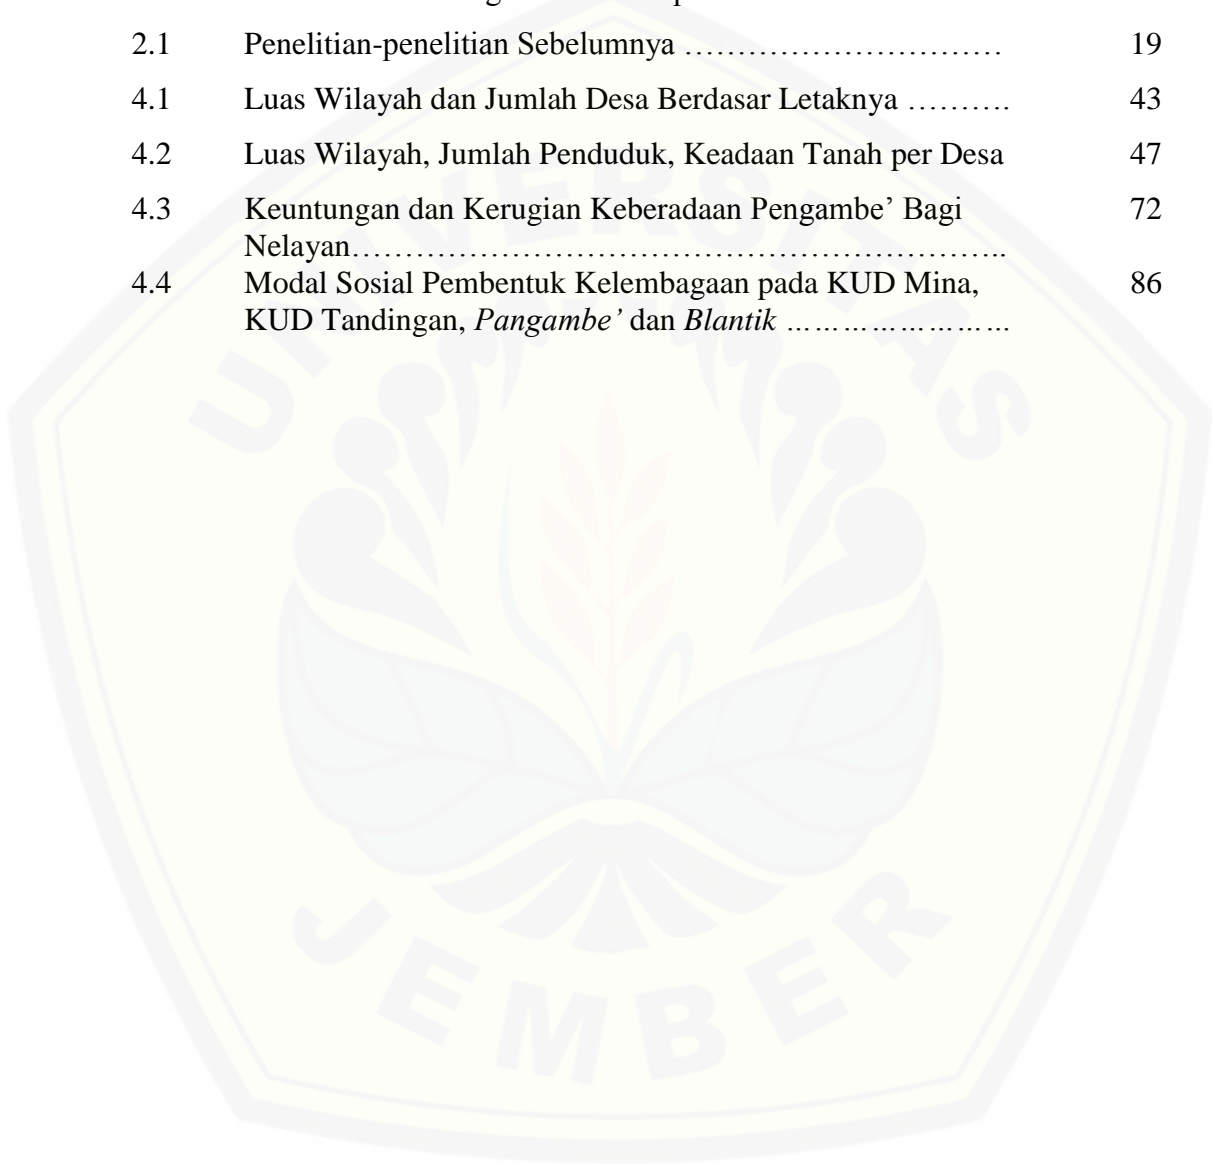 2.1 Penelitian-penelitian Sebelumnya ………………………… 19
4.1 Luas Wilayah dan Jumlah Desa Berdasar Letaknya ………. 43
4.2 Luas Wilayah, Jumlah Penduduk, Keadaan Tanah per Desa 47
4.3 Keuntungan dan Kerugian Keberadaan Pengambe’ Bagi 72
Nelayan……………………………………………………..
4.4 Modal Sosial Pembentuk Kelembagaan pada KUD Mina, 86
KUD Tandingan, Pangambe’ dan Blantik …………………
UNIVERSITAS
JEMBER